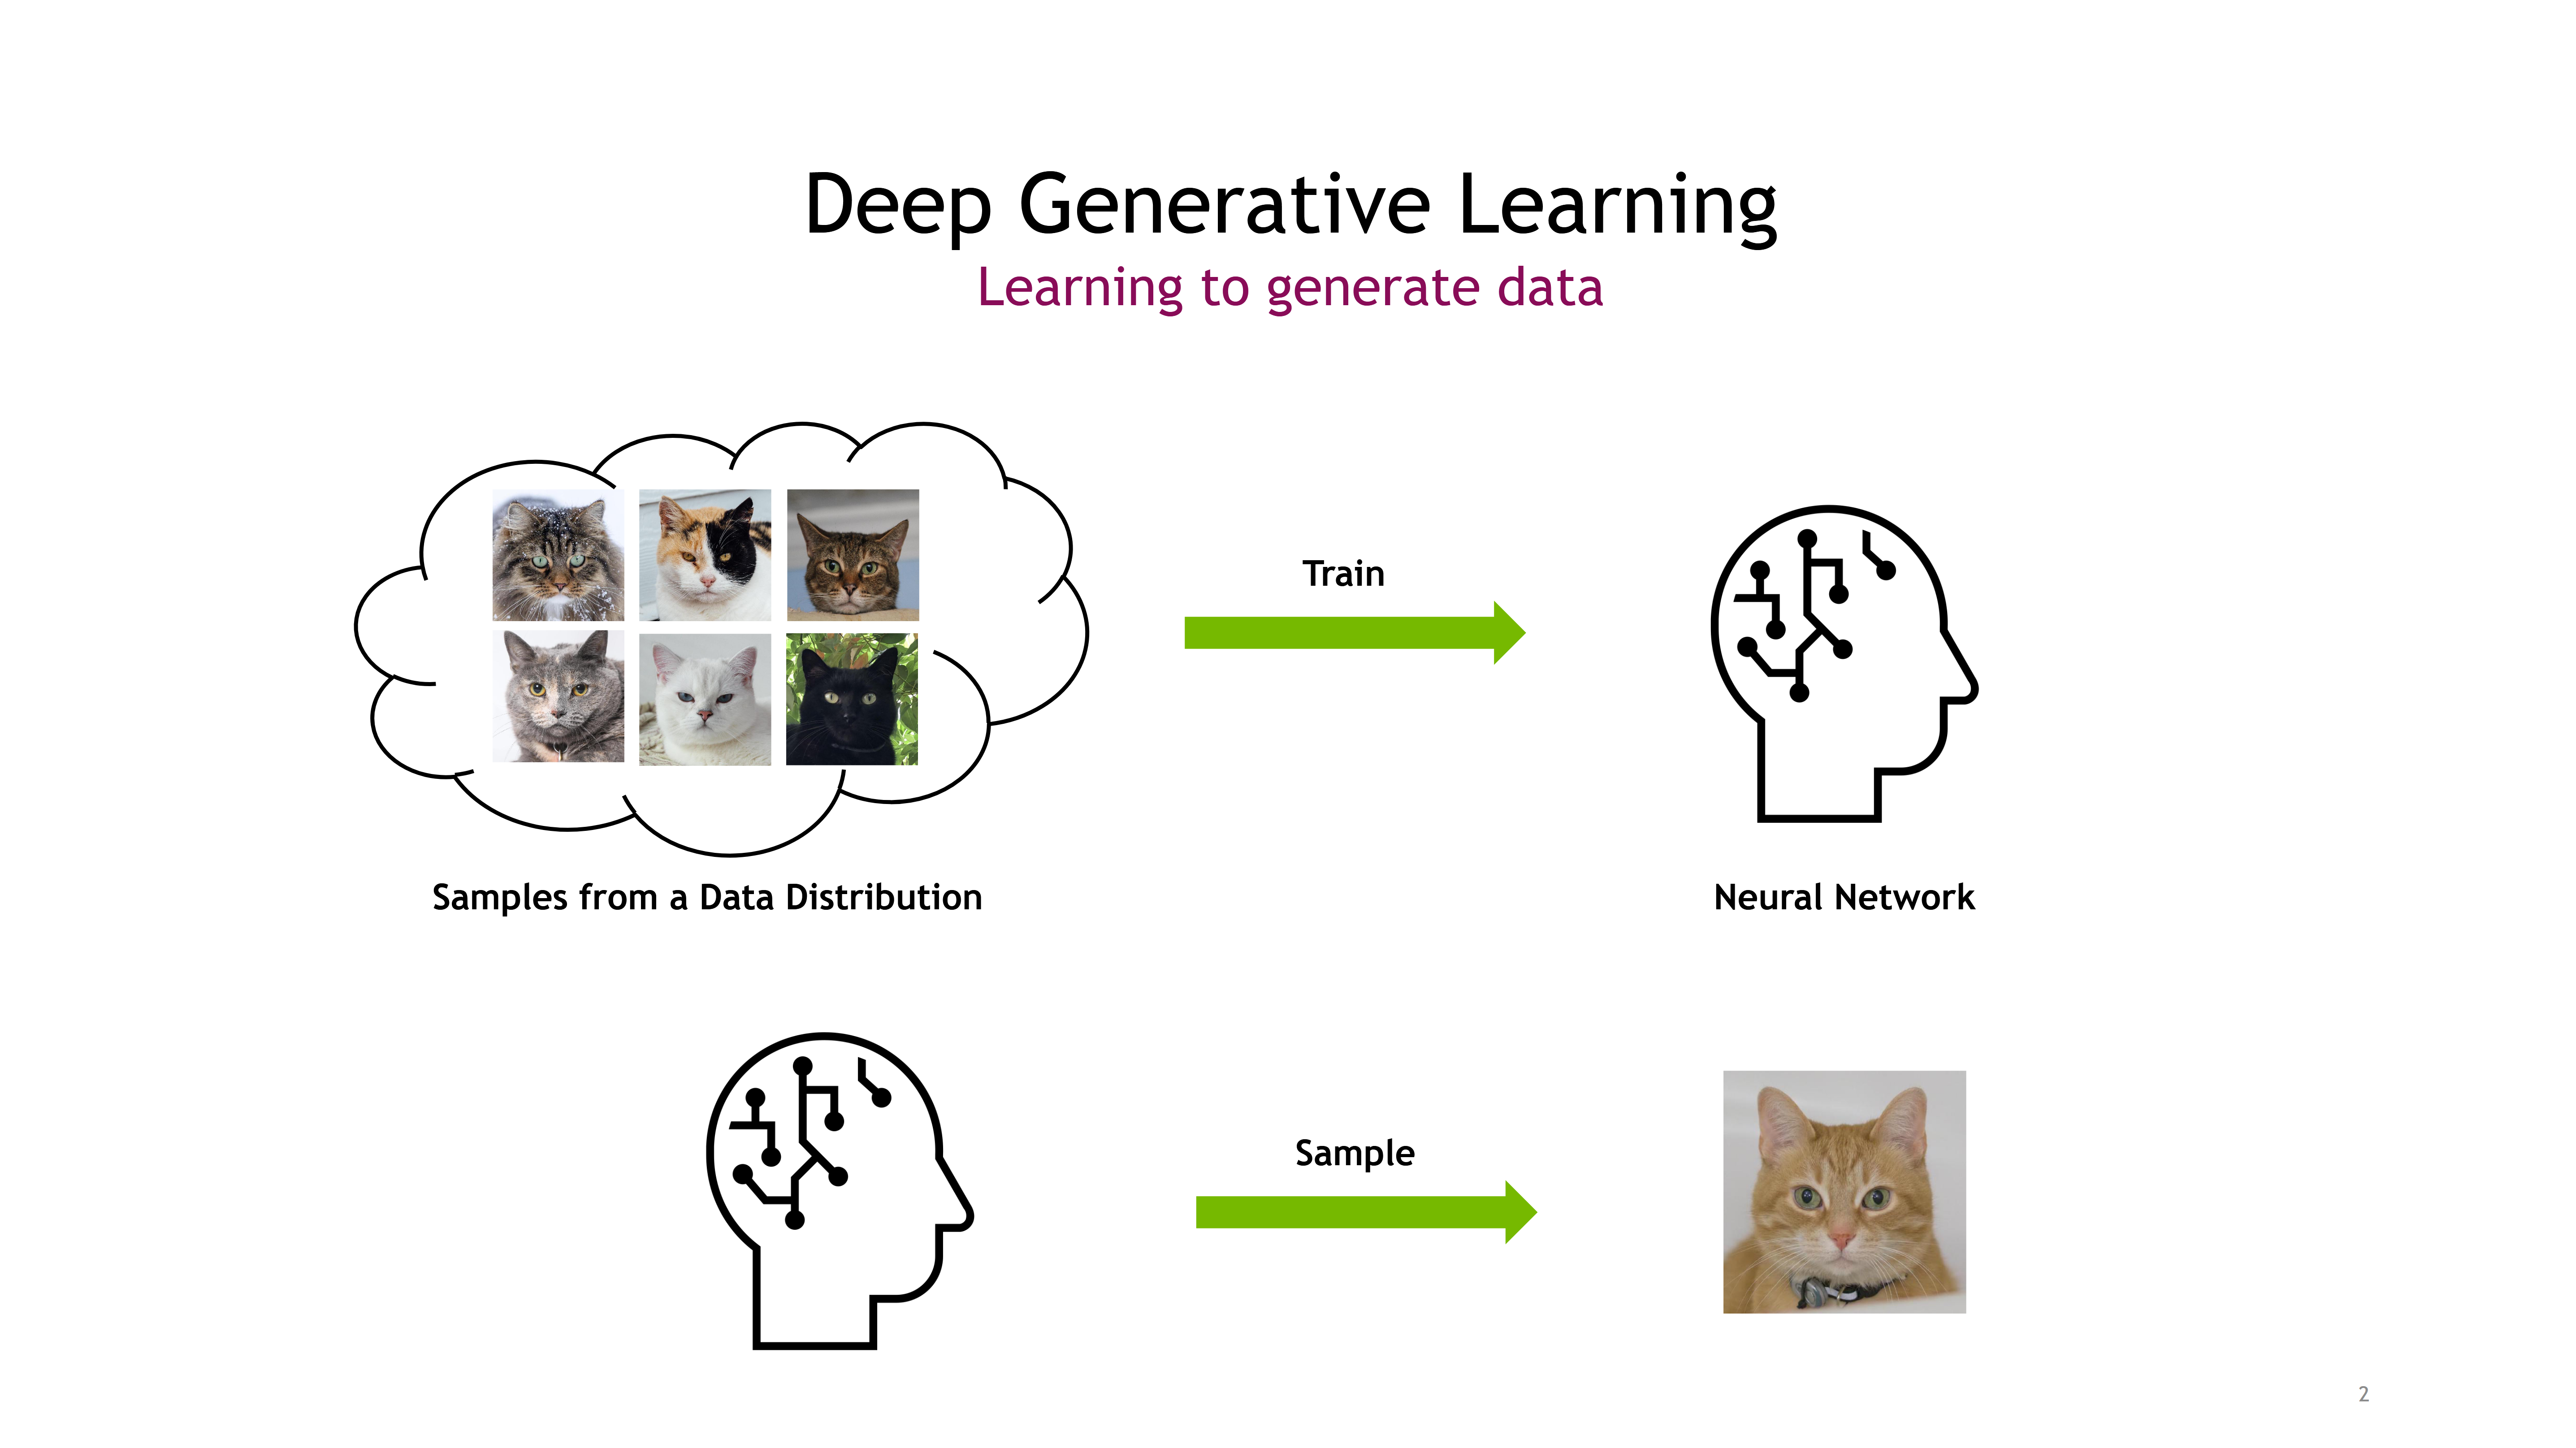 Deep Generative Learning
Learning to generate data
Train
Samples from a Data Distribution
Neural Network
Sample
2